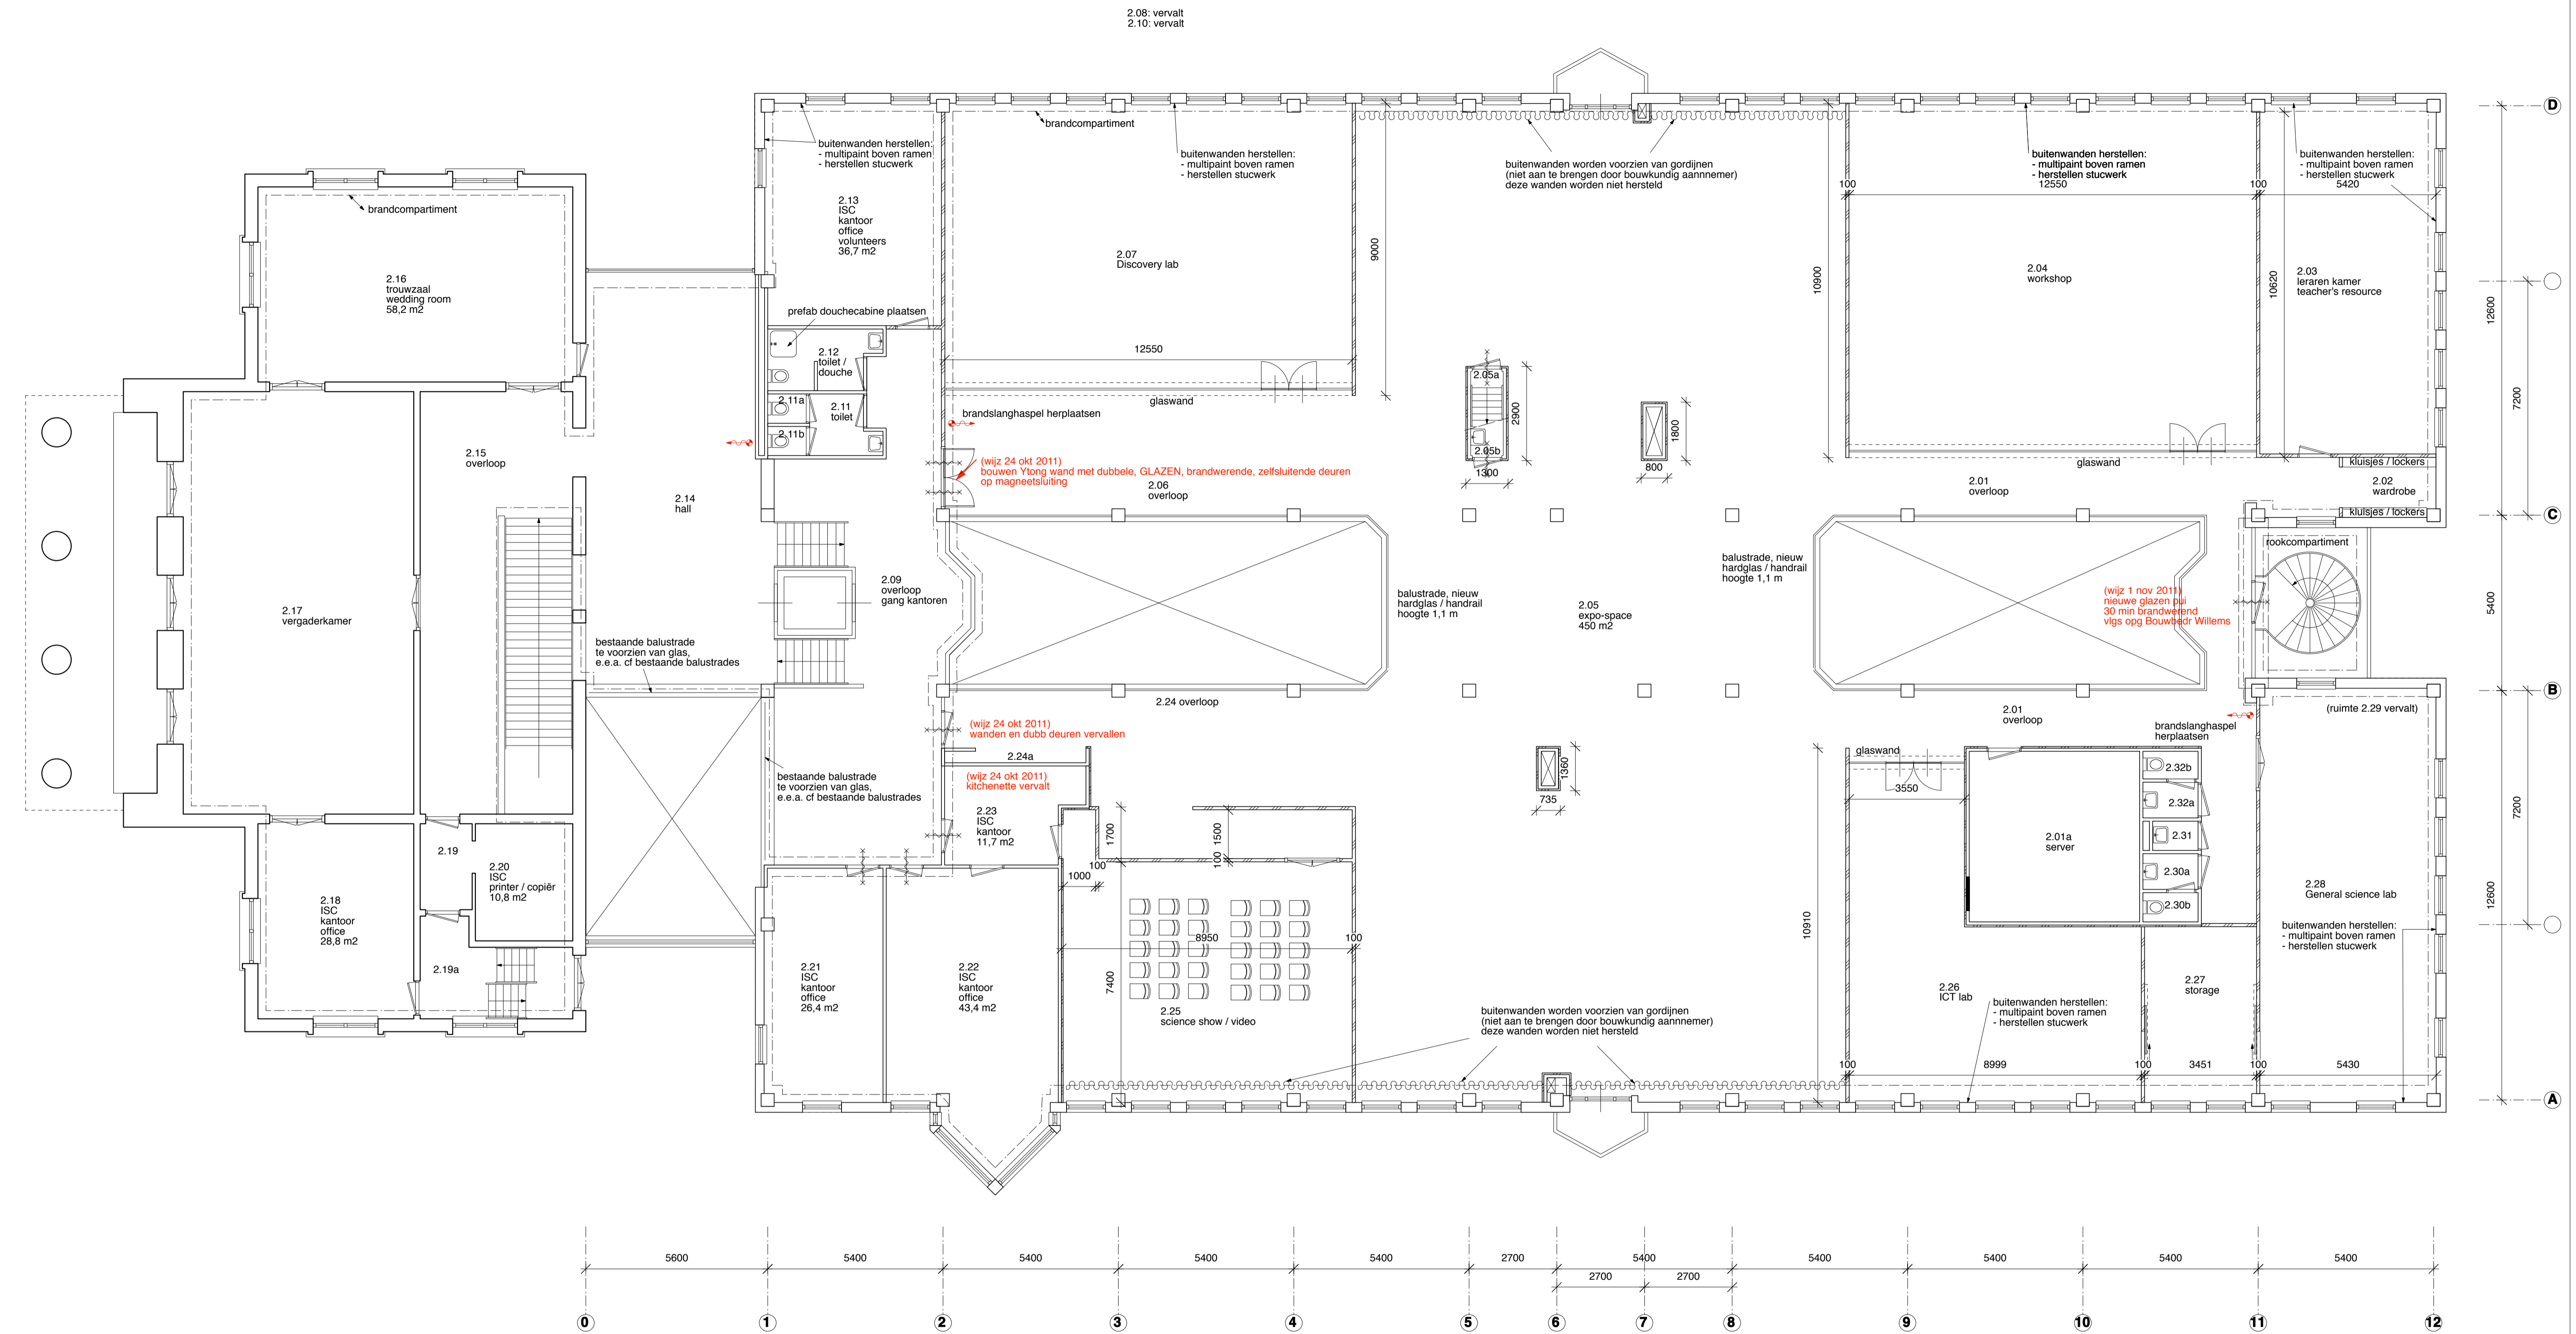 2.08: vervalt
2.10: vervalt
brandcompartiment
buitenwanden herstellen:
- multipaint boven ramen
- herstellen stucwerk
buitenwanden herstellen:
- multipaint boven ramen
- herstellen stucwerk
buitenwanden worden voorzien van gordijnen
(niet aan te brengen door bouwkundig aannnemer)
deze wanden worden niet hersteld
buitenwanden herstellen:
- multipaint boven ramen
- herstellen stucwerk
buitenwanden herstellen:
- multipaint boven ramen
- herstellen stucwerk
100
12550
100
5420
D
brandcompartiment
2.13
ISC
kantoor
office
volunteers
36,7 m2
2.07
Discovery lab
9000
10900
2.04
workshop
10620
2.03
leraren kamer
teacher's resource
12600
7200
2.16
trouwzaal
wedding room
58,2 m2
prefab douchecabine plaatsen
2.12
toilet /
douche
12550
2.11a
2.11
toilet
2.11b
glaswand
brandslanghaspel herplaatsen
2.05a
2.05b
2900
1300
1800
800
(wijz 24 okt 2011)
bouwen Ytong wand met dubbele, GLAZEN, brandwerende, zelfsluitende deuren
op magneetsluiting
2.06
overloop
glaswand
2.01
overloop
kluisjes / lockers
2.02
wardrobe
kluisjes / lockers
C
2.15
overloop
2.14
hall
2.09
overloop
gang kantoren
2.17
vergaderkamer
balustrade, nieuw
hardglas / handrail
hoogte 1,1 m
2.05
expo-space
450 m2
balustrade, nieuw
hardglas / handrail
hoogte 1,1 m
(wijz 1 nov 2011)
nieuwe glazen pui
30 min brandwerend
vlgs opg Bouwbedr Willems
rookcompartiment
5400
bestaande balustrade
te voorzien van glas,
e.e.a. cf bestaande balustrades
B
2.24 overloop
2.01
overloop
(ruimte 2.29 vervalt)
(wijz 24 okt 2011)
wanden en dubb deuren vervallen
brandslanghaspel
herplaatsen
2.24a
bestaande balustrade
te voorzien van glas,
e.e.a. cf bestaande balustrades
(wijz 24 okt 2011)
kitchenette vervalt
2.23
ISC
kantoor
11,7 m2
1360
735
glaswand
3550
2.32b
2.32a
2.31
2.30a
2.30b
2.01a
server
7200
12600
1700
1500
100
100
1000
2.19
2.20
ISC
printer / copiër
10,8 m2
2.18
ISC
kantoor
office
28,8 m2
2.19a
2.21
ISC
kantoor
office
26,4 m2
2.22
ISC
kantoor
office
43,4 m2
8950
100
7400
2.25
science show / video
10910
buitenwanden worden voorzien van gordijnen
(niet aan te brengen door bouwkundig aannnemer)
deze wanden worden niet hersteld
2.26
ICT lab
buitenwanden herstellen:
- multipaint boven ramen
- herstellen stucwerk
2.27
storage
2.28
General science lab
buitenwanden herstellen:
- multipaint boven ramen
- herstellen stucwerk
100
8999
100
3451
100
5430
A
5600
5400
5400
5400
5400
2700
5400
5400
5400
5400
5400
2700
2700
0
1
2
3
4
5
6
7
8
9
10
11
12